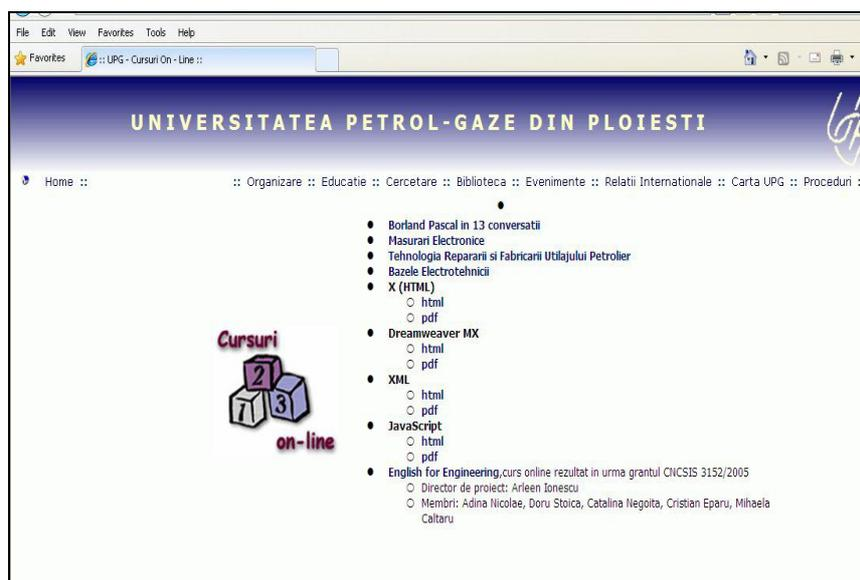 File Edit View Favorites Tools Help
Favorites :: UPG - Cursuri On - Line ::
UNIVERSITATEA PETROL-GAZE DIN PLOIESTI
Home :: :: Organizare :: Educatie :: Cercetare :: Biblioteca :: Evenimente :: Relatii Internationale :: Carta UPG :: Proceduri :
Borland Pascal in 13 conversatii
Masurari Electronice
Tehnologia Repararii si Fabricarii Utilajului Petrolier
Bazele Electrotehnicii
X (HTML)
html
pdf
Dreamweaver MX
html
pdf
XML
html
pdf
JavaScript
html
pdf
English for Engineering,curs online rezultat in urma grantul CNCSIS 3152/2005
Director de proiect: Arleen Ionescu
Membri: Adina Nicolae, Doru Stoica, Catalina Negoita, Cristian Eparu, Mihaela
Caltaru
Cursuri
2
1 3
on-line